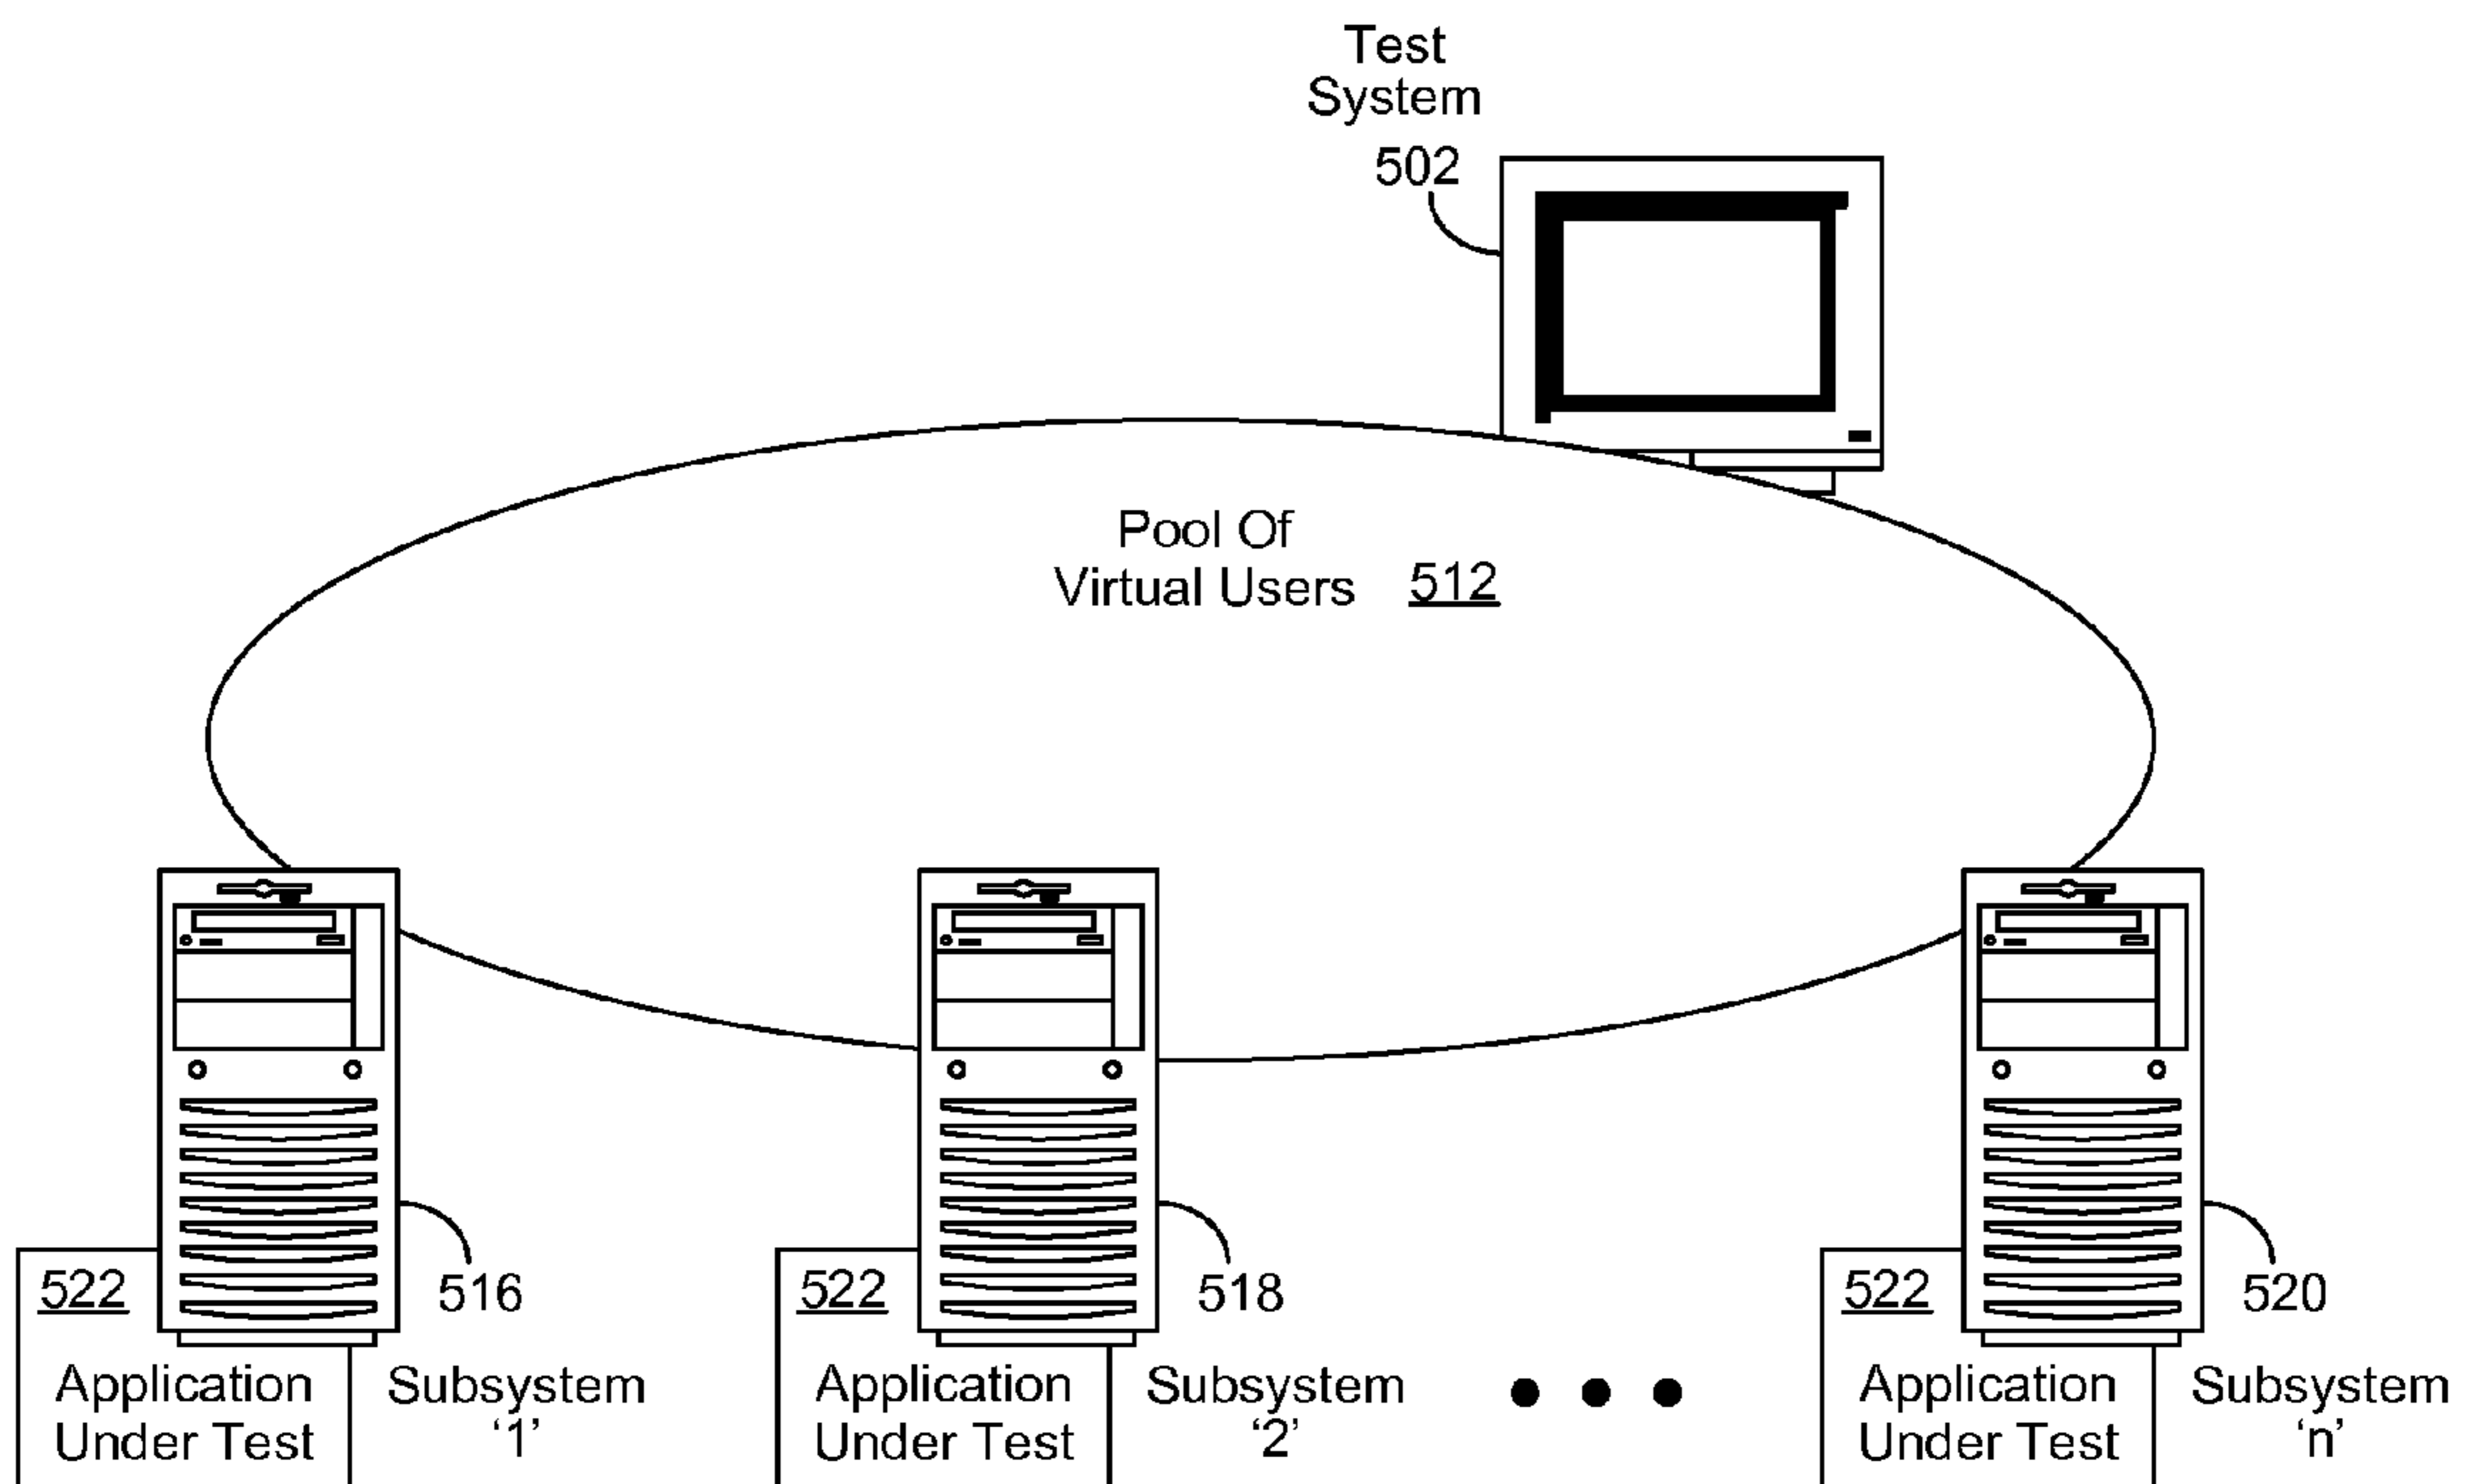 Test
System
502
Pool Of
Virtual Users 512
522
516
Application
Under Test
Subsystem
‘1’
522
518
Application
Under Test
Subsystem
‘2’
522
520
Application
Under Test
Subsystem
‘n’